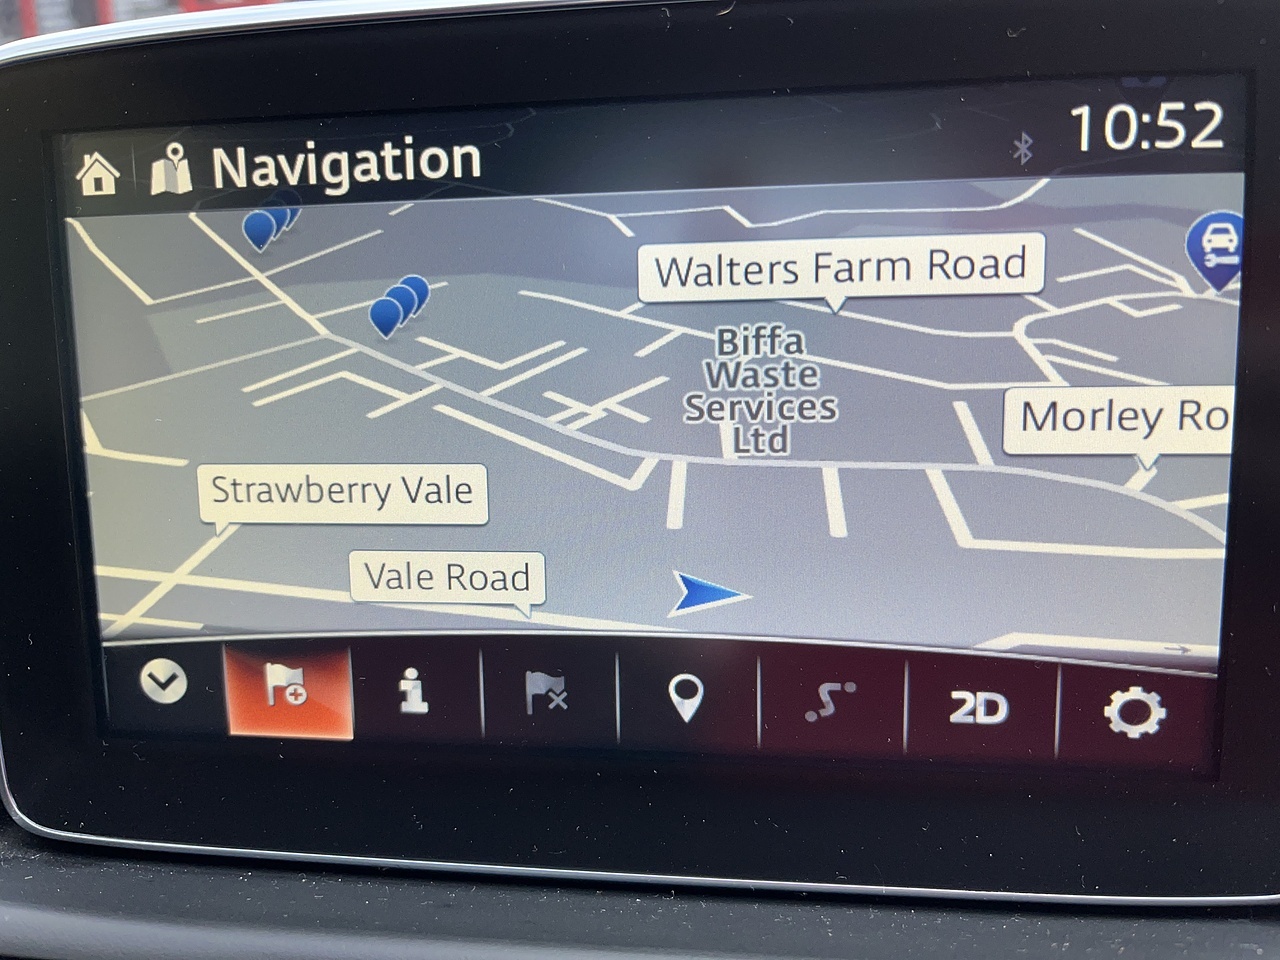 Navigation
10:52
Walters Farm Road
Biffa
Waste
Services
Ltd
Morley Ro
Strawberry Vale
Vale Road
2D